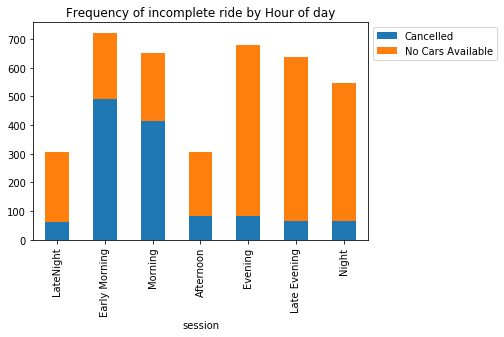 Frequency of incomplete ride by Hour of day
Cancelled
No Cars Available
700
600
500
400
300
200
100
0
LateNight
Early Morning
Morning
Afternoon
Evening
Late Evening
Night
session